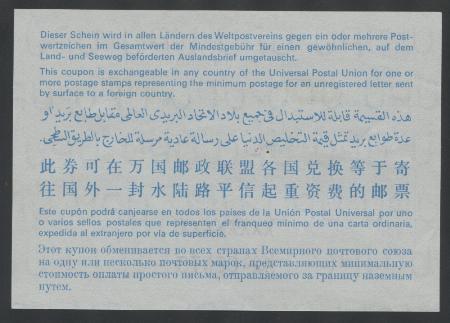 Dieser Schein wird in allen Ländern des Weltpostvereins gegen ein oder mehrere Post-
wertzeichen im Gesamtwert der Mindestgebühr für einen gewöhnlichen, auf dem
Land- und Seeweg beförderten Auslandsbrief umgetauscht.
This coupon is exchangeable in any country of the Universal Postal Union for one or
more postage stamps representing the minimum postage for an unregistered letter sent
by surface to a foreign country.
هذه القسيمة قابلة للاستبدال في جميع بلاد الاتحاد البريدى العالمى مقابل طابع بريد أو
عدة طوابع بريد تمثل قيمة التخليص الدنيا على رسالة عادية مرسلة للخارج بالطريق السطحى.
此券可在万国邮政联盟各国兑换等于寄
往国外一封水陆路平信起重资费的邮票
Este cupón podrá canjearse en todos los países de la Unión Postal Universal por uno
o varios sellos postales que representen el franqueo mínimo de una carta ordinaria,
expedida al extranjero por vía de superficie.
Этот купон обменивается во всех странах Всемирного почтового союза
на одну или несколько почтовых марок, представляющих минимальную
стоимость оплаты простого письма, отправляемого за границу наземным
путем.